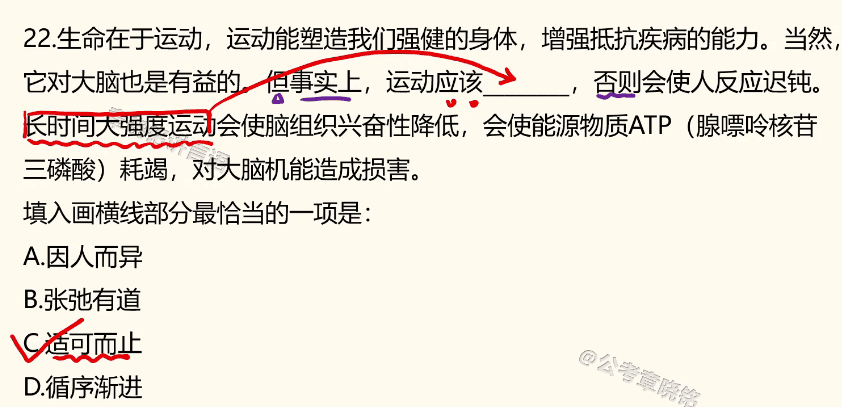 22.生命在于运动，运动能塑造我们强健的身体，增强抵抗疾病的能力。当然，
它对大脑也是有益的。但事实上，运动应该________，否则会使人反应迟钝。
长时间大强度运动会使脑组织兴奋性降低，会使能源物质ATP（腺嘌呤核苷
三磷酸）耗竭，对大脑机能造成损害。
填入画横线部分最恰当的一项是：
A.因人而异
B.张弛有道
C.适可而止
D.循序渐进
@公考章晓铭